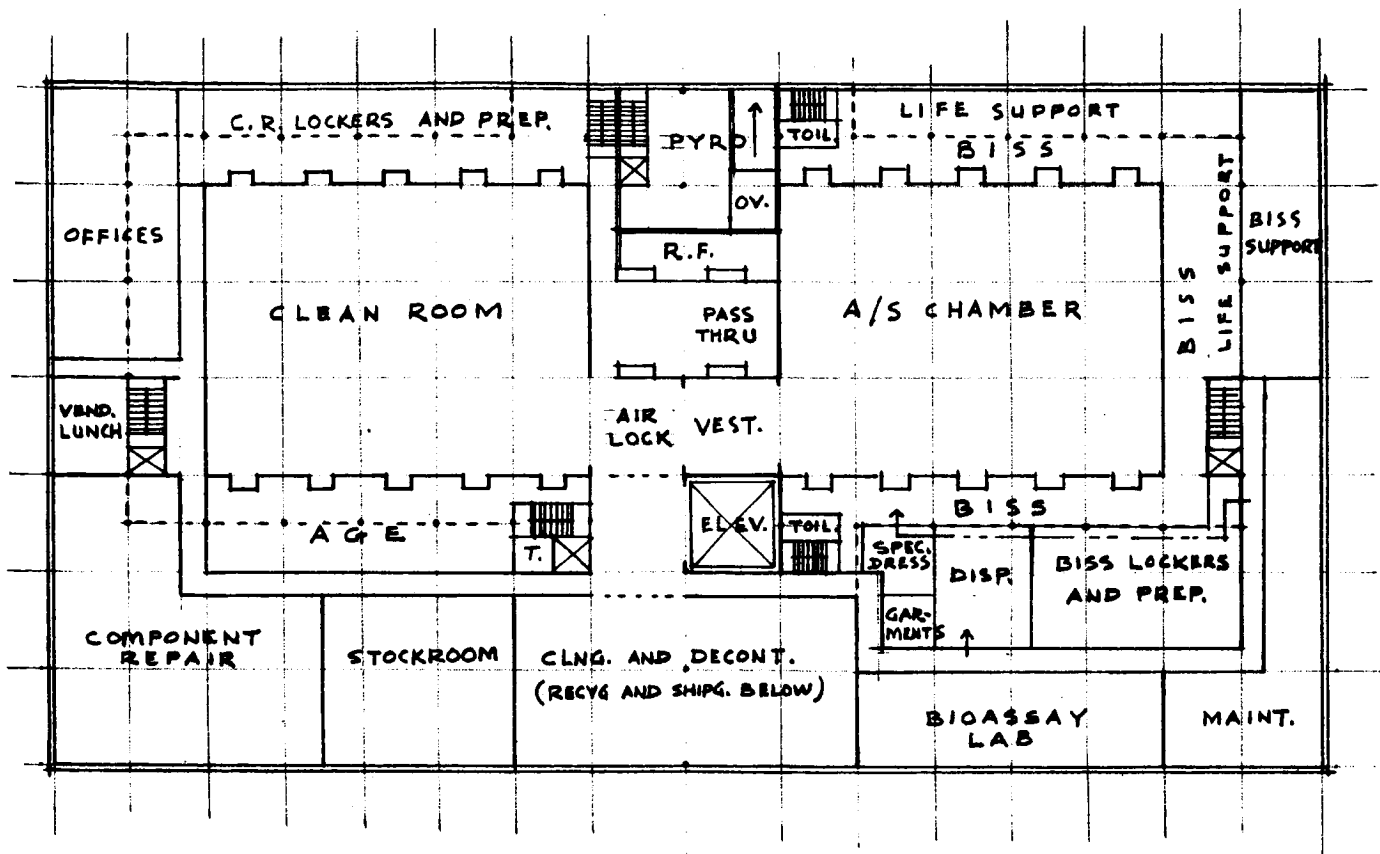 C. R. LOCKERS AND PREP.
PYRO
TOIL.
LIFE SUPPORT
BISS
OV.
OFFICES
R.F.
BISS
LIFE SUPPORT
BISS
SUPPORT
CLEAN ROOM
PASS
THRU
A/S CHAMBER
VEND.
LUNCH
AIR
LOCK
VEST.
AGE
T.
ELEV.
TOIL.
BISS
SPEC.
DRESS
DISP.
BISS LOCKERS
AND PREP.
GAR-
MENTS
COMPONENT
REPAIR
STOCKROOM
CLNG. AND DECONT.
(RECYG AND SHIPG. BELOW)
BIOASSAY
LAB
MAINT.